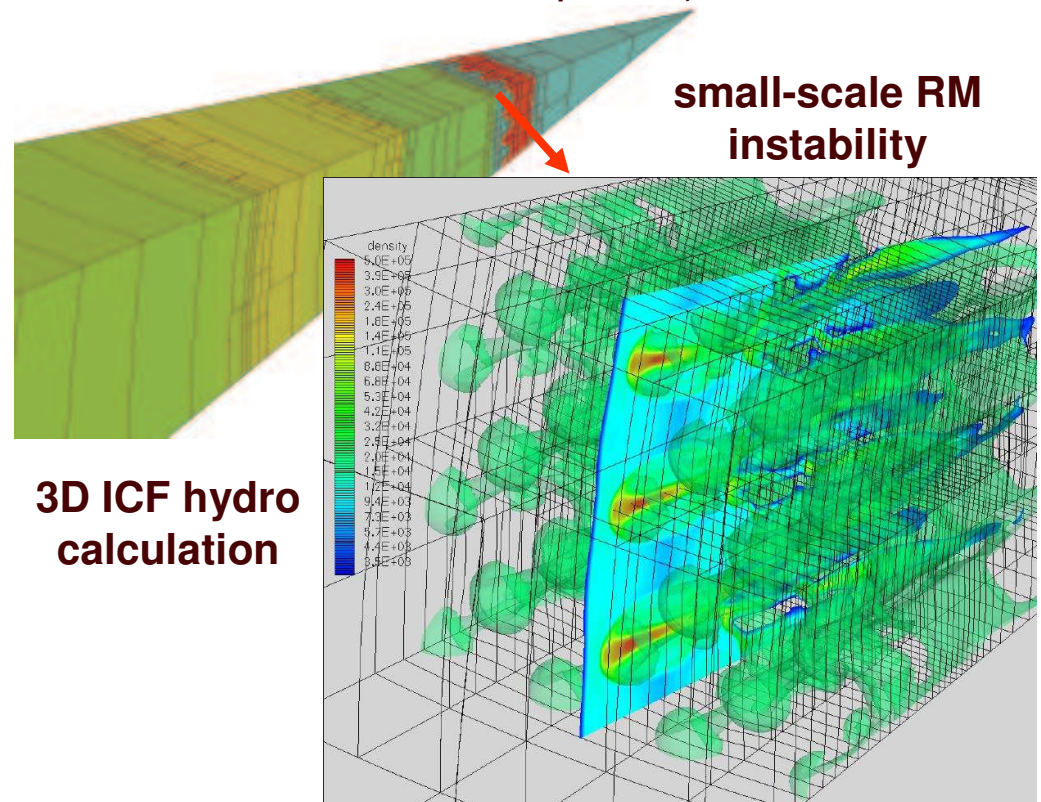 small-scale RM
instability
density
5.0E+05
3.9E+05
3.0E+05
2.4E+05
1.8E+05
1.4E+05
1.1E+05
8.8E+04
6.8E+04
5.3E+04
4.2E+04
3.2E+04
2.5E+04
2.0E+04
1.5E+04
1.2E+04
9.4E+03
7.3E+03
5.7E+03
4.4E+03
3.5E+03
3D ICF hydro
calculation